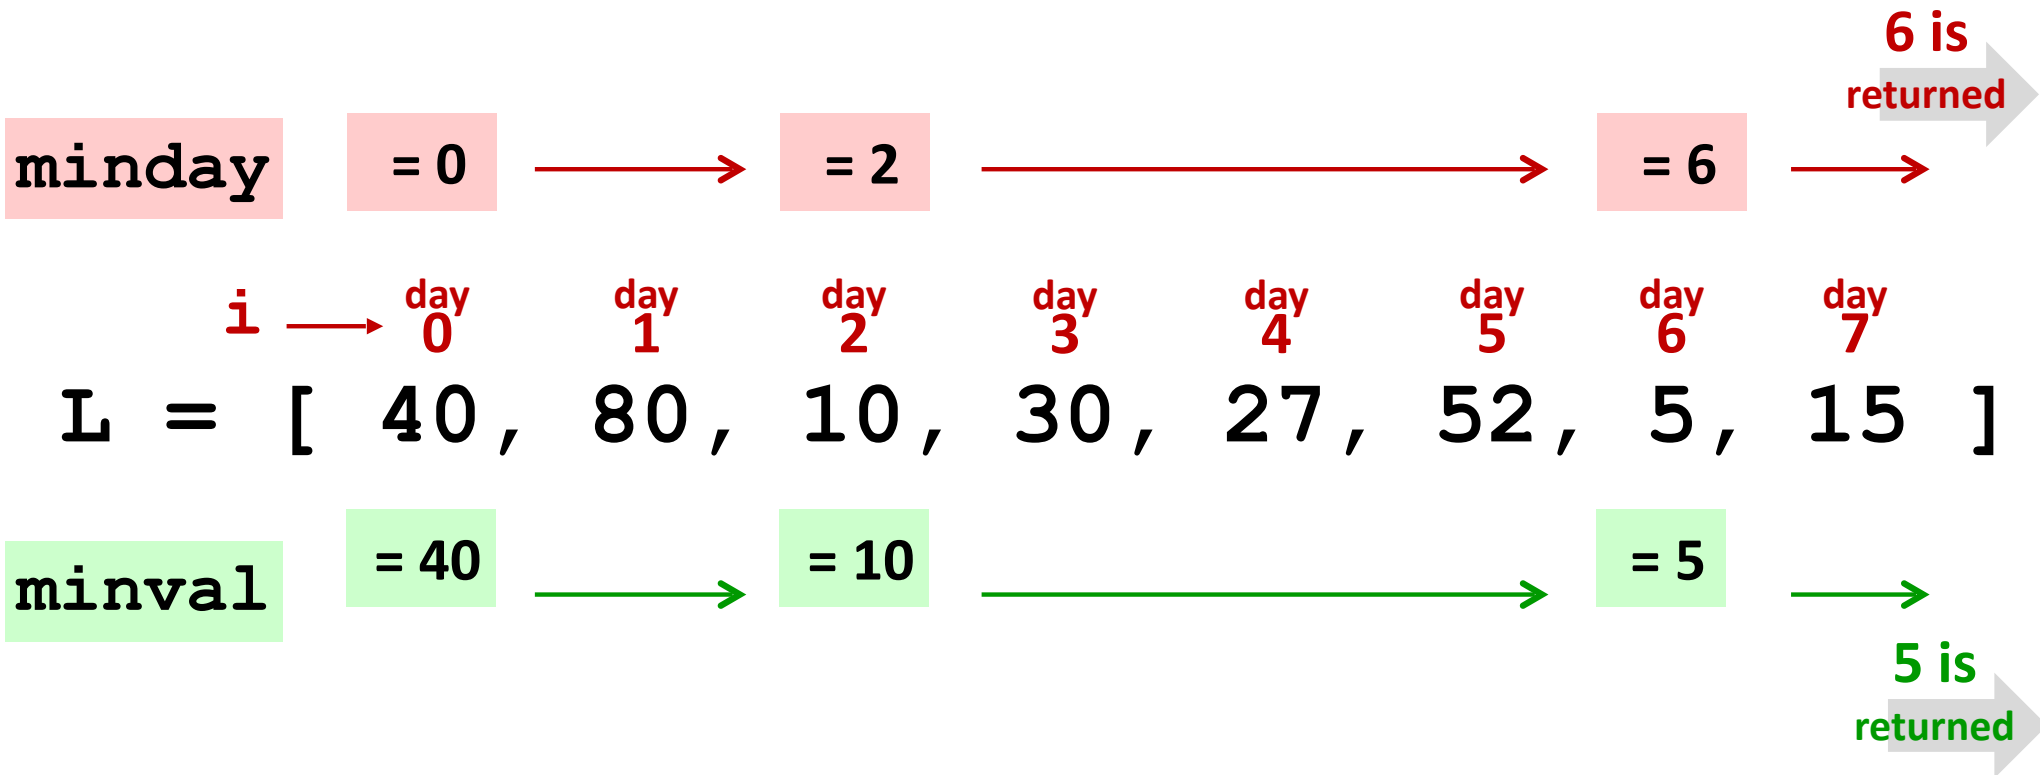 6 is
returned
minday = 0 = 2 = 6
i day 0 day 1 day 2 day 3 day 4 day 5 day 6 day 7
L = [ 40, 80, 10, 30, 27, 52, 5, 15 ]
minval = 40 = 10 = 5
5 is
returned